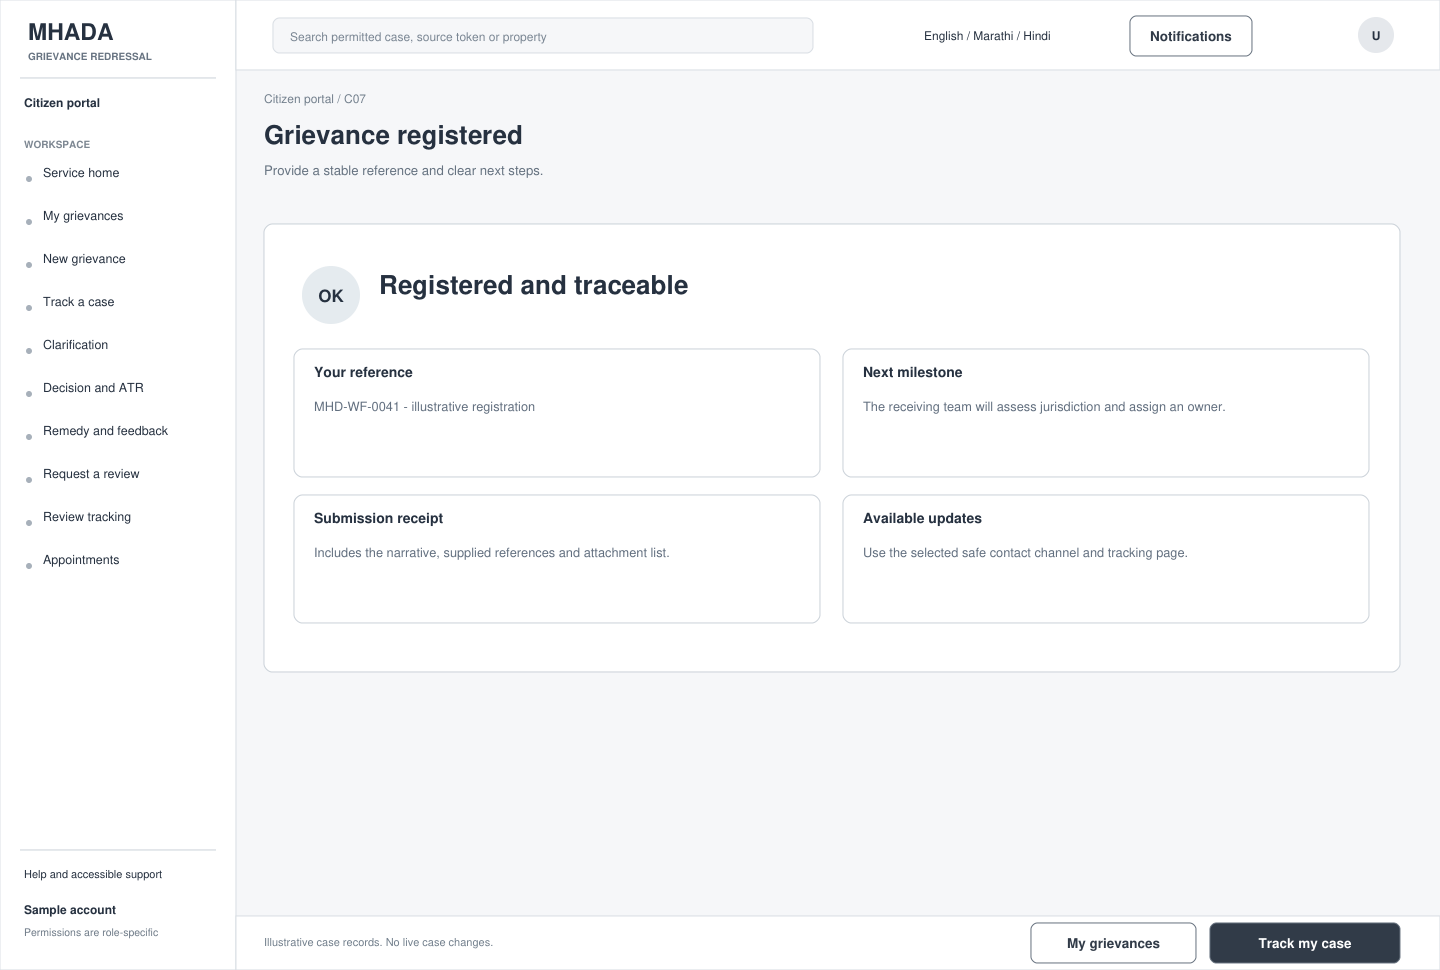 MHADA
GRIEVANCE REDRESSAL
Citizen portal
WORKSPACE
Service home
My grievances
New grievance
Track a case
Clarification
Decision and ATR
Remedy and feedback
Request a review
Review tracking
Appointments
Help and accessible support
Sample account
Permissions are role-specific
Search permitted case, source token or property
English / Marathi / Hindi
Notifications
U
Citizen portal / C07
Grievance registered
Provide a stable reference and clear next steps.
OK
Registered and traceable
Your reference
MHD-WF-0041 - illustrative registration
Next milestone
The receiving team will assess jurisdiction and assign an owner.
Submission receipt
Includes the narrative, supplied references and attachment list.
Available updates
Use the selected safe contact channel and tracking page.
Illustrative case records. No live case changes.
My grievances
Track my case